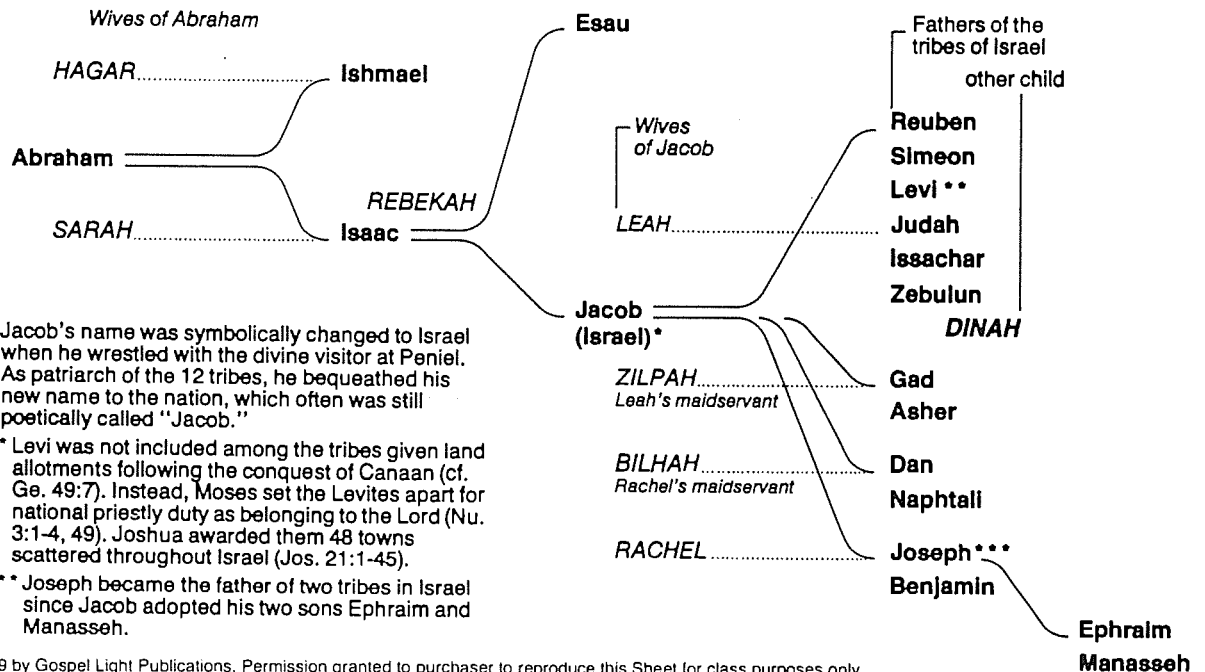 Wives of Abraham
HAGAR
Ishmael
Abraham
SARAH
REBEKAH
Isaac
Esau
Jacob
(Israel)*
Wives
of Jacob
LEAH
Fathers of the
tribes of Israel
other child
Reuben
Simeon
Levi **
Judah
Issachar
Zebulun
DINAH
ZILPAH
Leah's maidservant
Gad
Asher
BILHAH
Rachel's maidservant
Dan
Naphtali
RACHEL
Joseph***
Benjamin
Ephraim
Manasseh
Jacob's name was symbolically changed to Israel
when he wrestled with the divine visitor at Peniel.
As patriarch of the 12 tribes, he bequeathed his
new name to the nation, which often was still
poetically called "Jacob."
* Levi was not included among the tribes given land
allotments following the conquest of Canaan (cf.
Ge. 49:7). Instead, Moses set the Levites apart for
national priestly duty as belonging to the Lord (Nu.
3:1-4, 49). Joshua awarded them 48 towns
scattered throughout Israel (Jos. 21:1-45).
** Joseph became the father of two tribes in Israel
since Jacob adopted his two sons Ephraim and
Manasseh.
9 by Gospel Light Publications. Permission granted to purchaser to reproduce this Sheet for class purposes only.